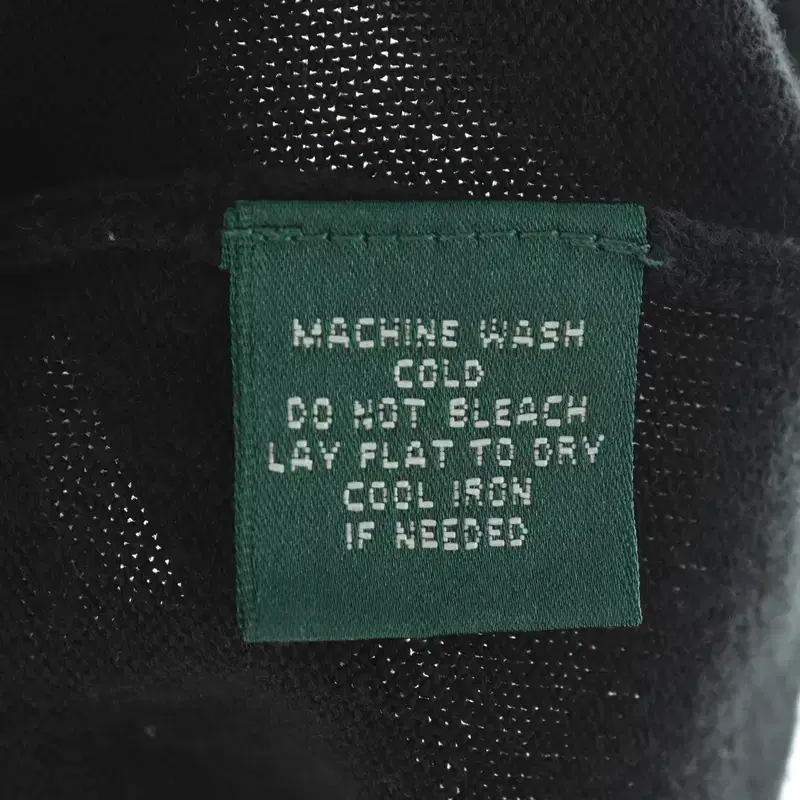 MACHINE WASH
COLD
DO NOT BLEACH
LAY FLAT TO DRY
COOL IRON
IF NEEDED